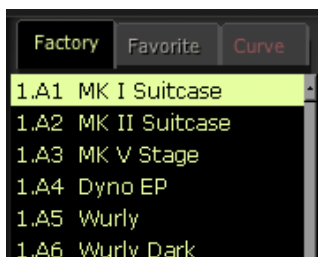 Factory Favorite Curve
1.A1 MK I Suitcase
1.A2 MK II Suitcase
1.A3 MK V Stage
1.A4 Dyno EP
1.A5 Wurly
1.A6 Wurly Dark